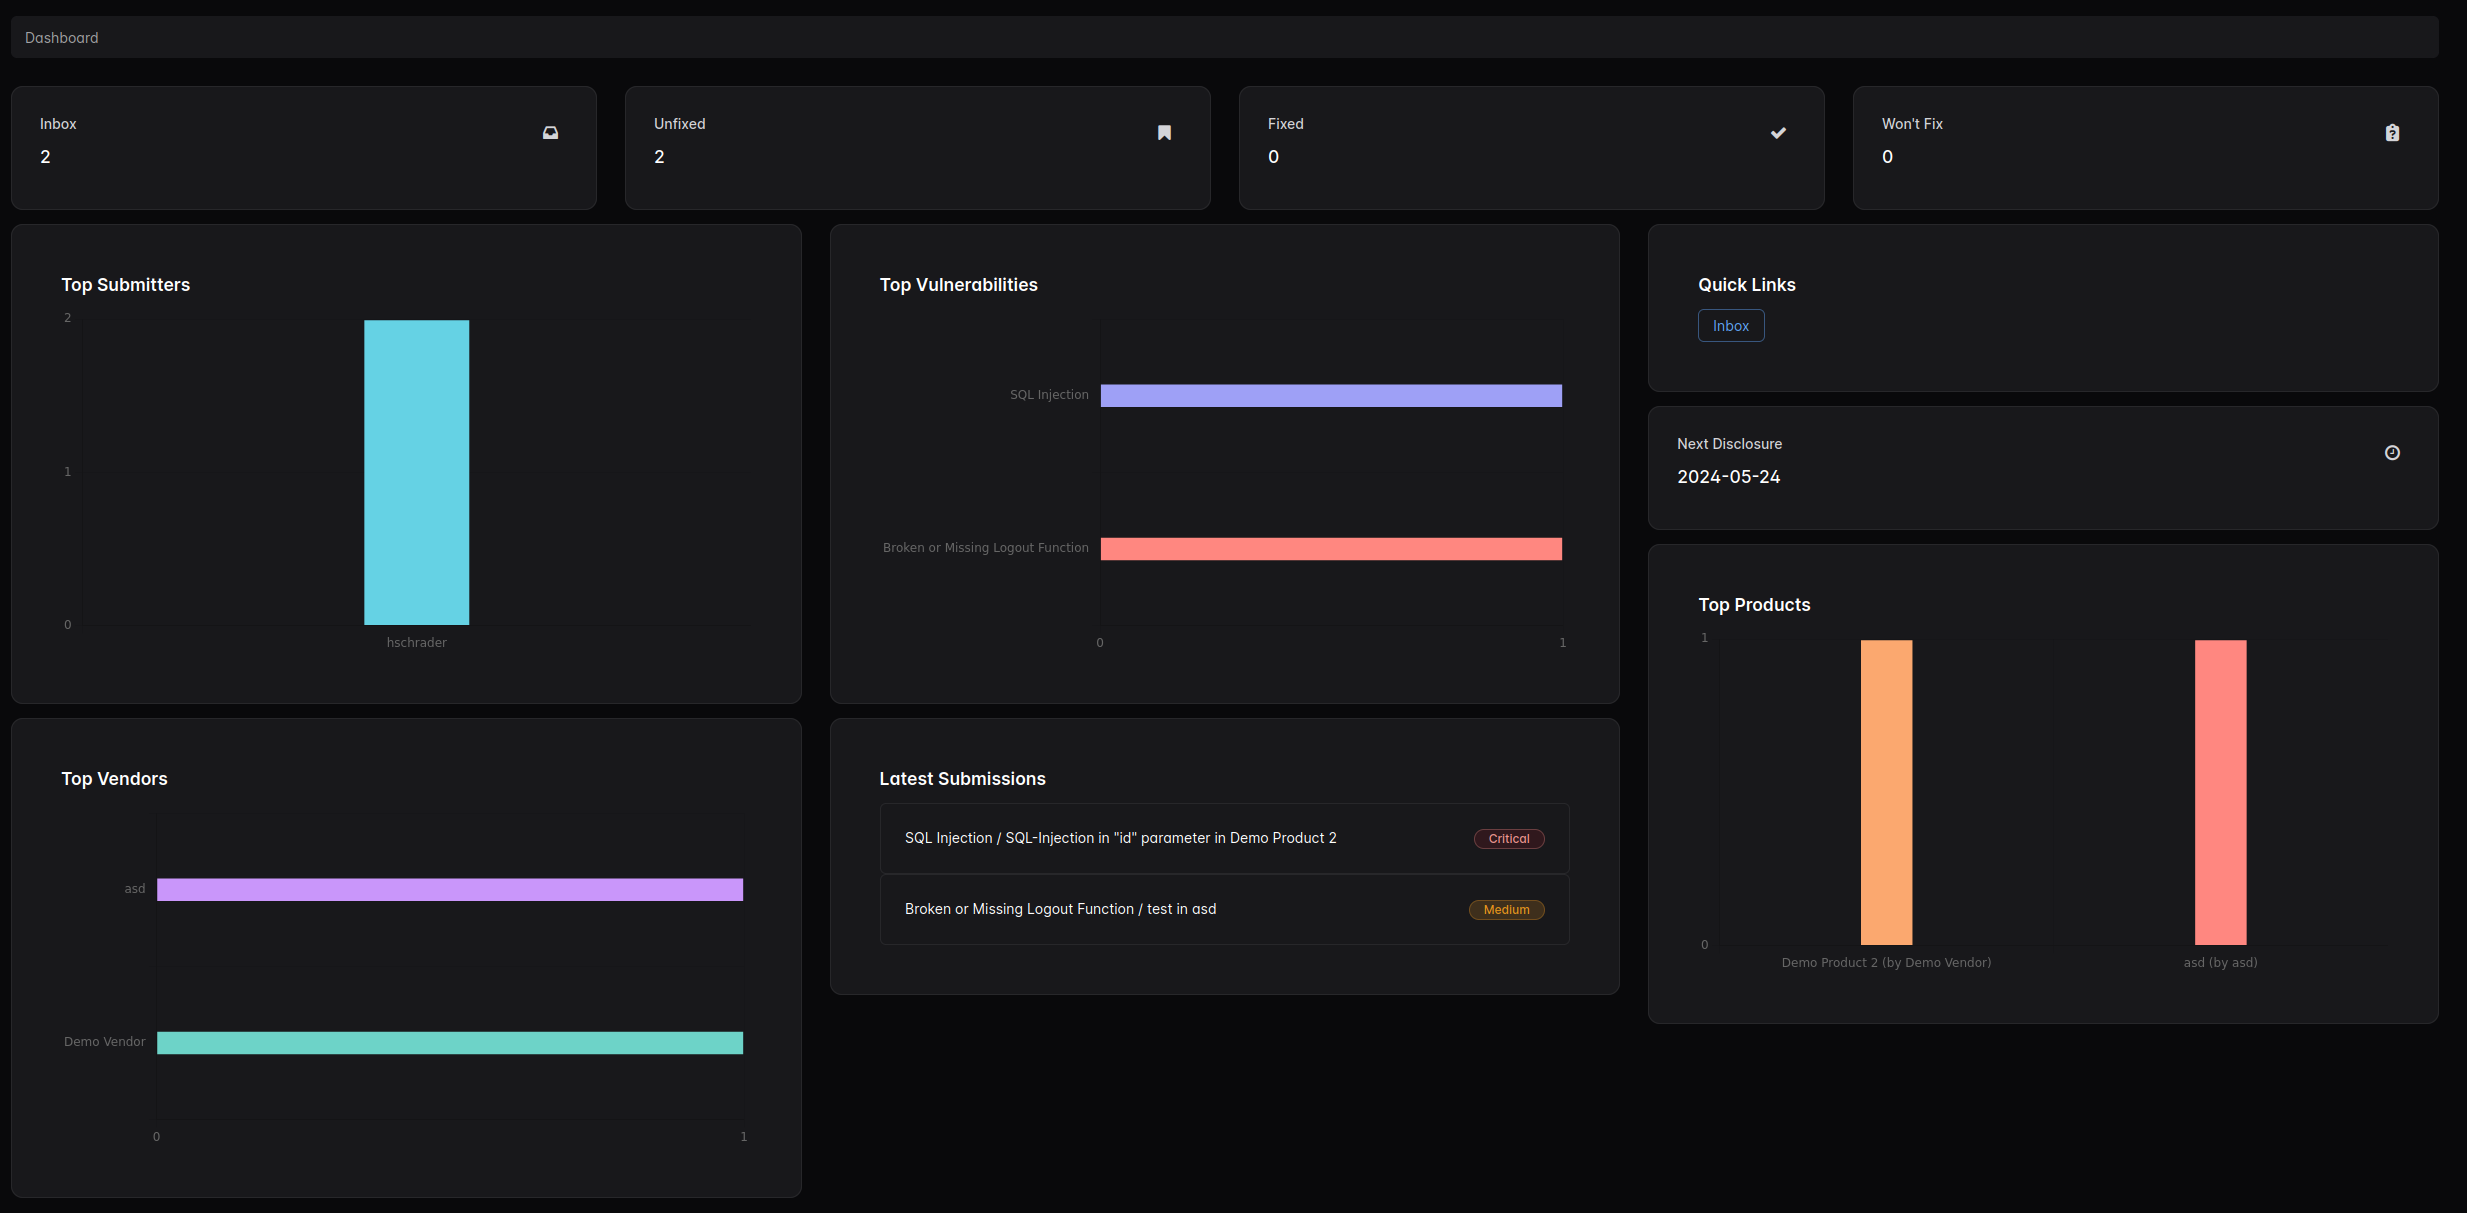 Dashboard
Inbox
2
Unfixed
2
Fixed
0
Won't Fix
0
Top Submitters
2
1
0
hschrader
Top Vulnerabilities
SQL Injection
Broken or Missing Logout Function
0 1
Quick Links
Inbox
Next Disclosure
2024-05-24
Top Products
1
0
Demo Product 2 (by Demo Vendor) asd (by asd)
Top Vendors
asd
Demo Vendor
0 1
Latest Submissions
SQL Injection / SQL-Injection in "id" parameter in Demo Product 2 Critical
Broken or Missing Logout Function / test in asd Medium